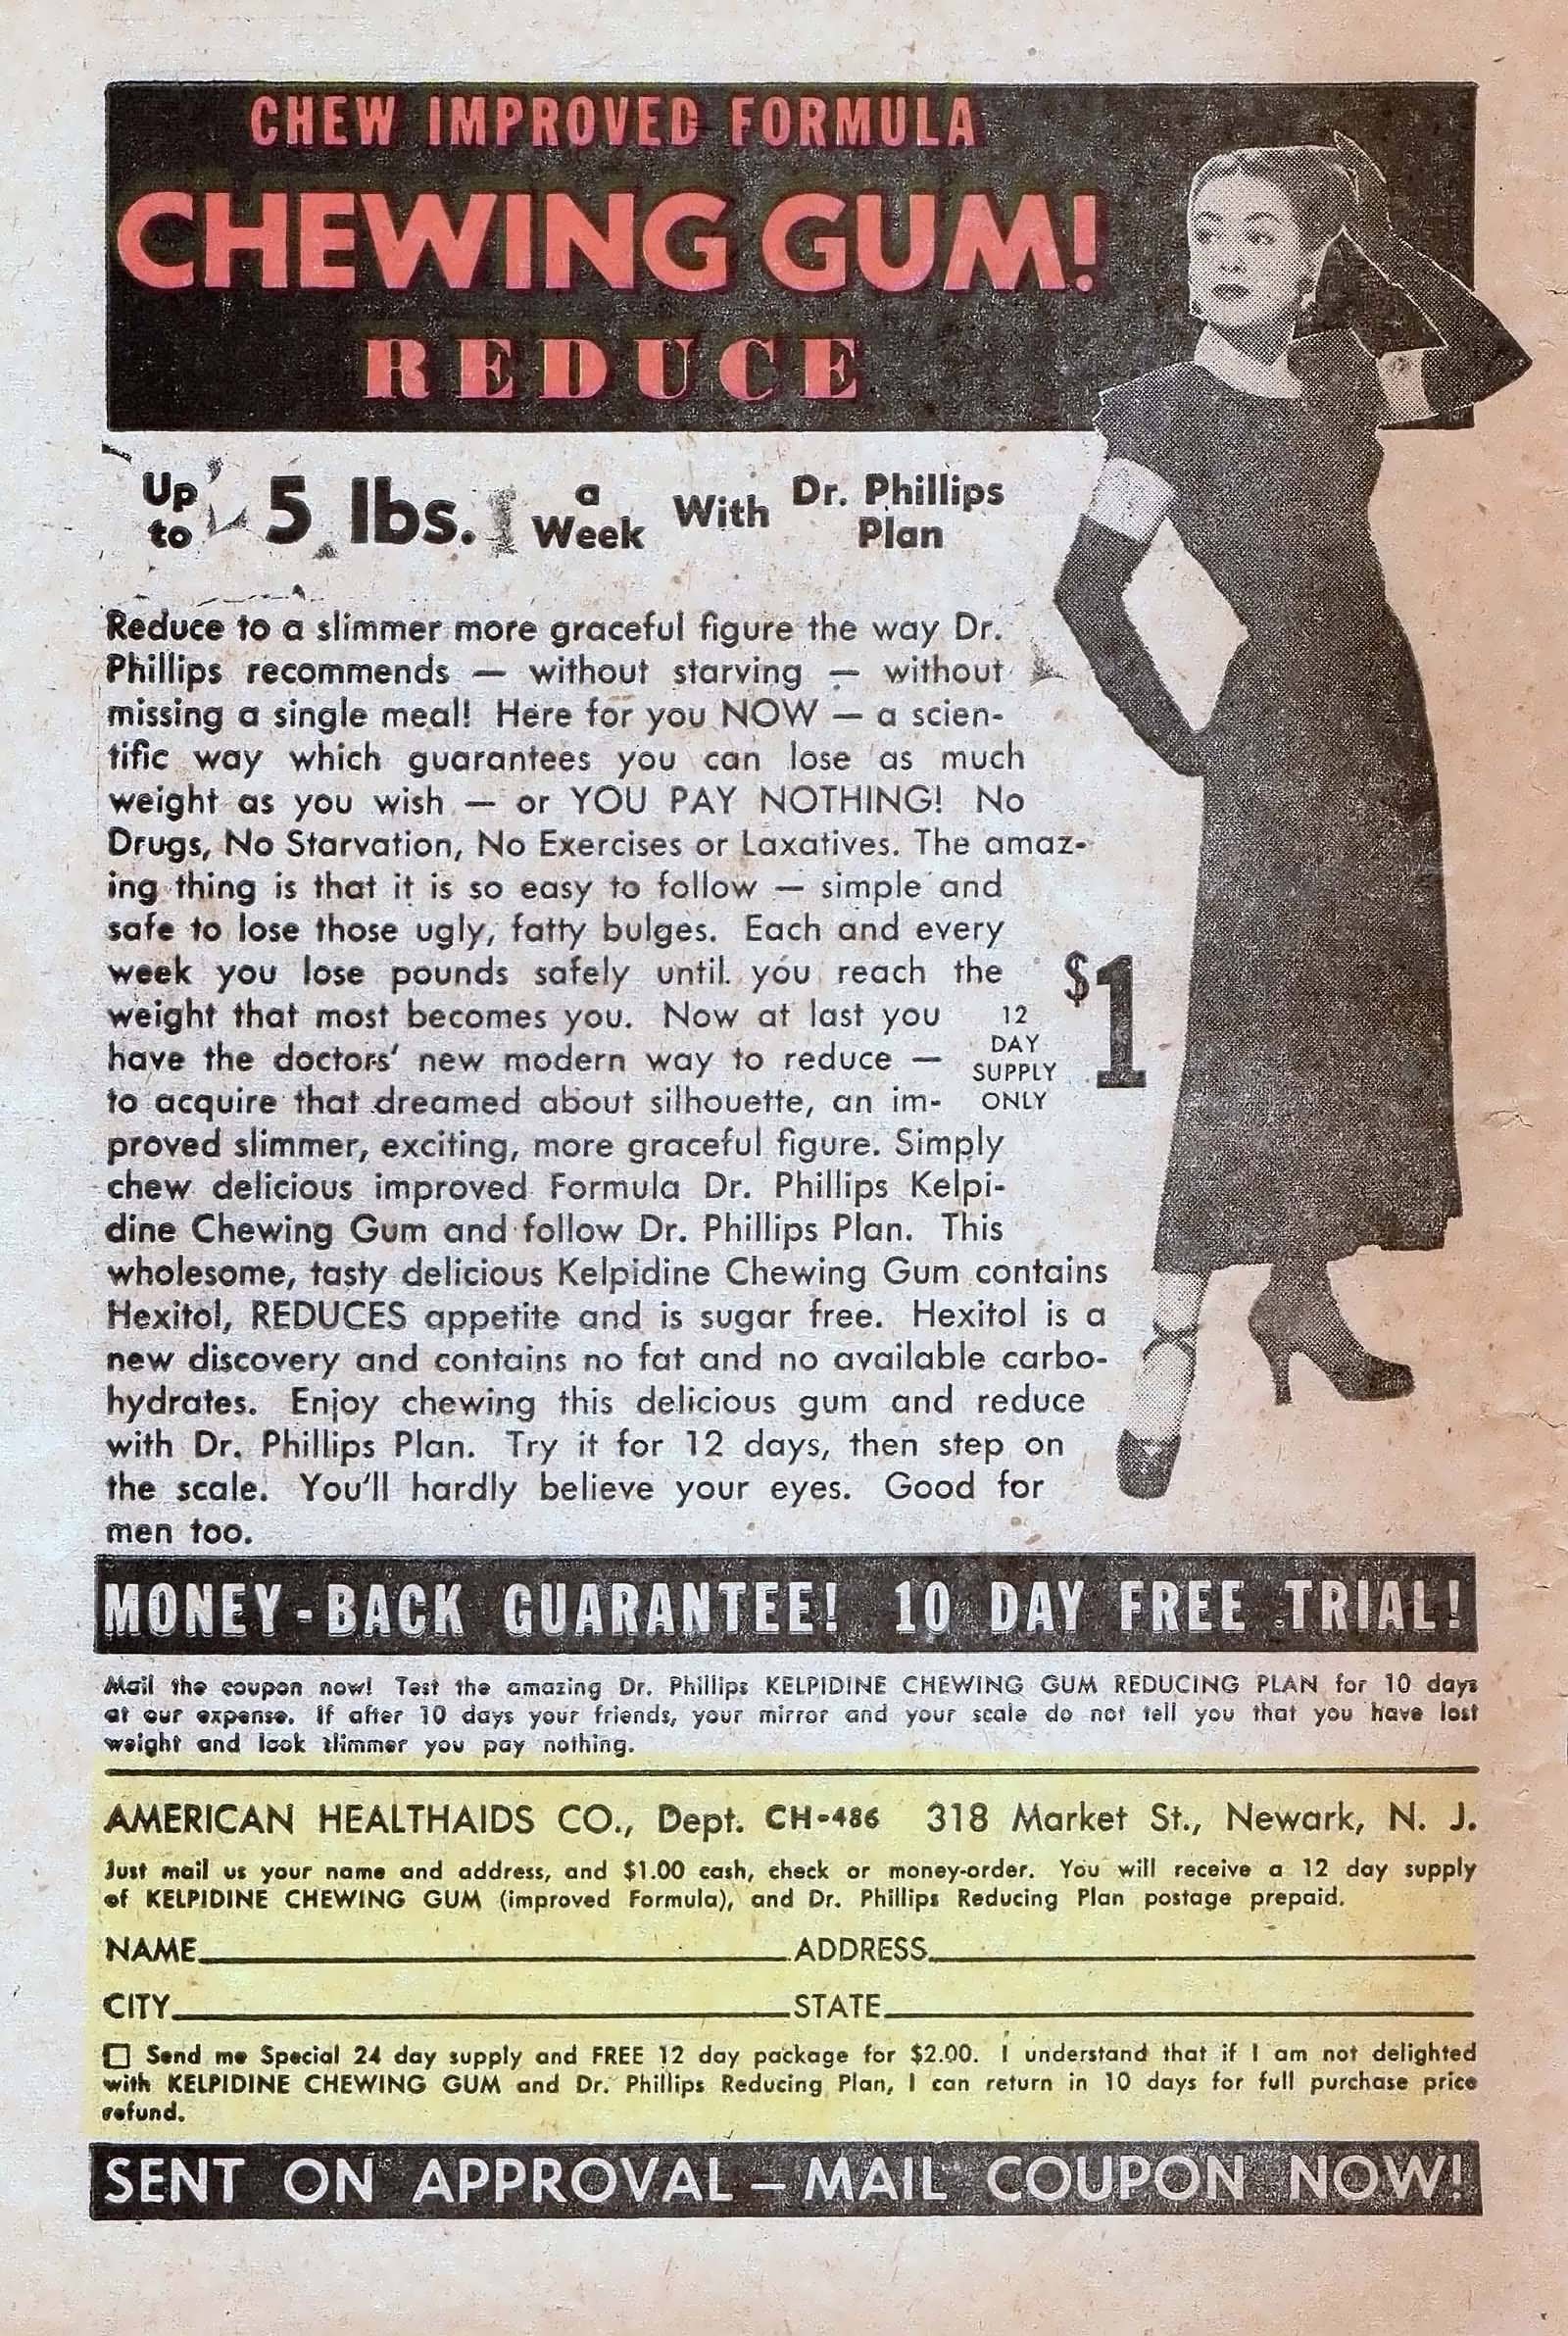 CHEW IMPROVED FORMULA
CHEWING GUM!
REDUCE
Up to 5 lbs. a Week With Dr. Phillips Plan
Reduce to a slimmer more graceful figure the way Dr.
Phillips recommends — without starving — without
missing a single meal! Here for you NOW — a scien-
tific way which guarantees you can lose as much
weight as you wish — or YOU PAY NOTHING! No
Drugs, No Starvation, No Exercises or Laxatives. The amaz-
ing thing is that it is so easy to follow — simple and
safe to lose those ugly, fatty bulges. Each and every
week you lose pounds safely until you reach the
weight that most becomes you. Now at last you
have the doctors' new modern way to reduce —
to acquire that dreamed about silhouette, an im-
proved slimmer, exciting, more graceful figure. Simply
chew delicious improved Formula Dr. Phillips Kelpi-
dine Chewing Gum and follow Dr. Phillips Plan. This
wholesome, tasty delicious Kelpidine Chewing Gum contains
Hexitol, REDUCES appetite and is sugar free. Hexitol is a
new discovery and contains no fat and no available carbo-
hydrates. Enjoy chewing this delicious gum and reduce
with Dr. Phillips Plan. Try it for 12 days, then step on
the scale. You'll hardly believe your eyes. Good for
men too.
12
DAY
SUPPLY
ONLY
$1
MONEY-BACK GUARANTEE! 10 DAY FREE TRIAL!
Mail the coupon now! Test the amazing Dr. Phillips KELPIDINE CHEWING GUM REDUCING PLAN for 10 days
at our expense. If after 10 days your friends, your mirror and your scale do not tell you that you have lost
weight and look slimmer you pay nothing.
AMERICAN HEALTHAIDS CO., Dept. CH-486 318 Market St., Newark, N. J.
Just mail us your name and address, and $1.00 cash, check or money-order. You will receive a 12 day supply
of KELPIDINE CHEWING GUM (improved Formula), and Dr. Phillips Reducing Plan postage prepaid.
NAME ADDRESS
CITY STATE
Send me Special 24 day supply and FREE 12 day package for $2.00. I understand that if I am not delighted
with KELPIDINE CHEWING GUM and Dr. Phillips Reducing Plan, I can return in 10 days for full purchase price
refund.
SENT ON APPROVAL — MAIL COUPON NOW!